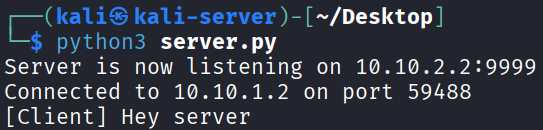 ┌──(kali㉿kali-server)-[~/Desktop]
└─$ python3 server.py
Server is now listening on 10.10.2.2:9999
Connected to 10.10.1.2 on port 59488
[Client] Hey server